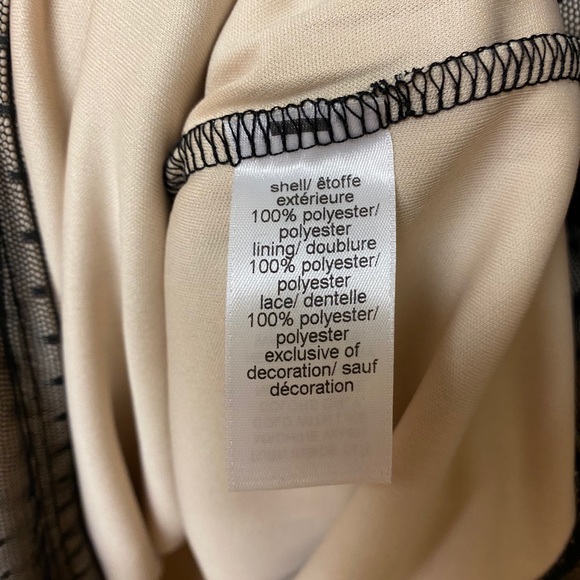 shell/ êtoffe
extérieure
100% polyester/
polyester
lining/ doublure
100% polyester/
polyester
lace/ dentelle
100% polyester/
polyester
exclusive of
decoration/ sauf
décoration